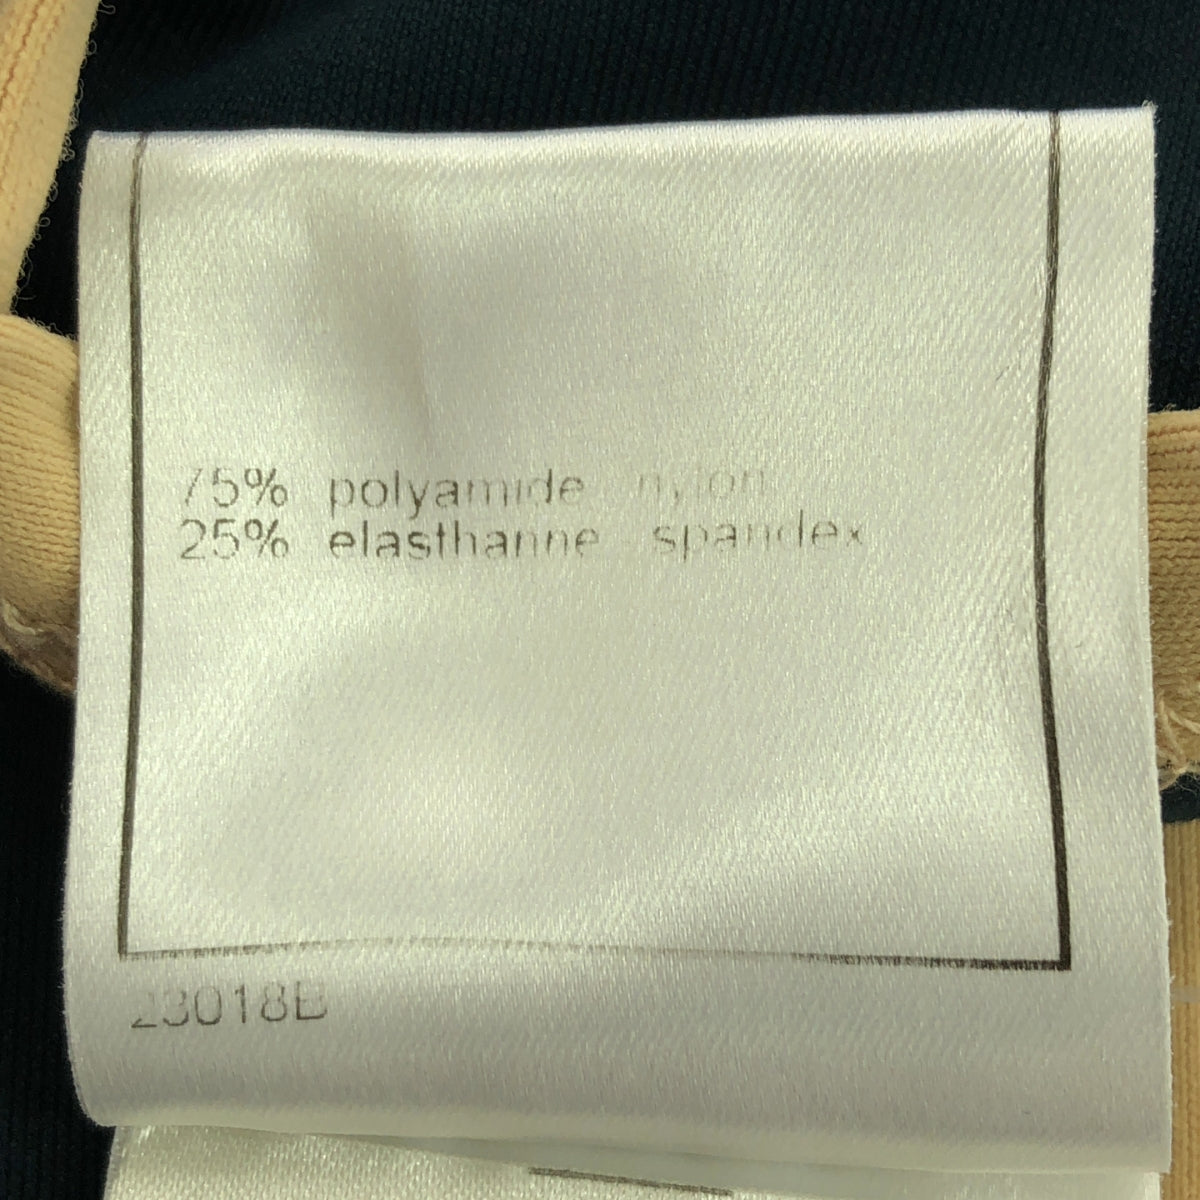 75% polyamide nylon
25% elasthanne spandex
23018B